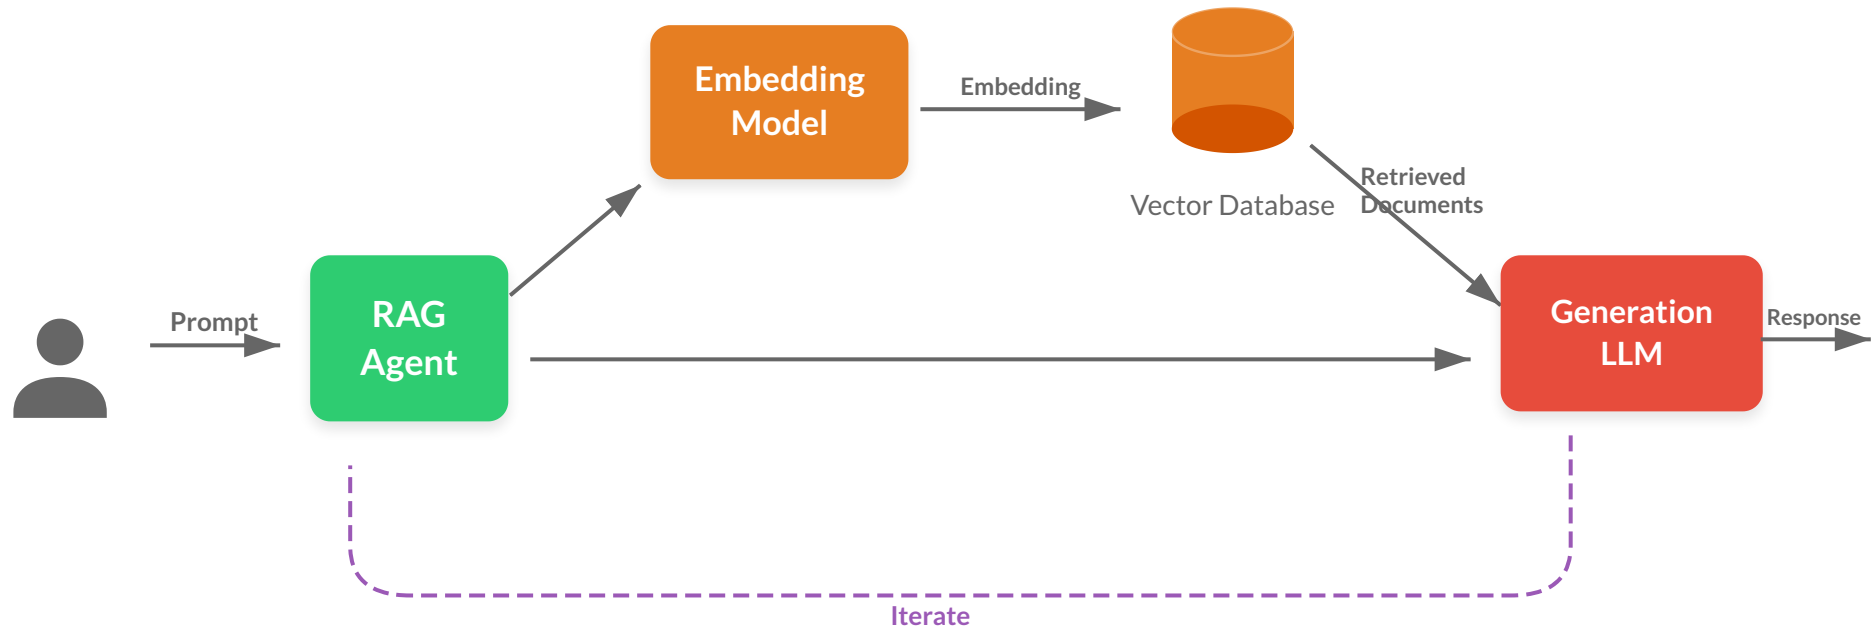 Embedding
Model
Embedding
Vector Database
Retrieved
Documents
Prompt
RAG
Agent
Generation
LLM
Response
Iterate